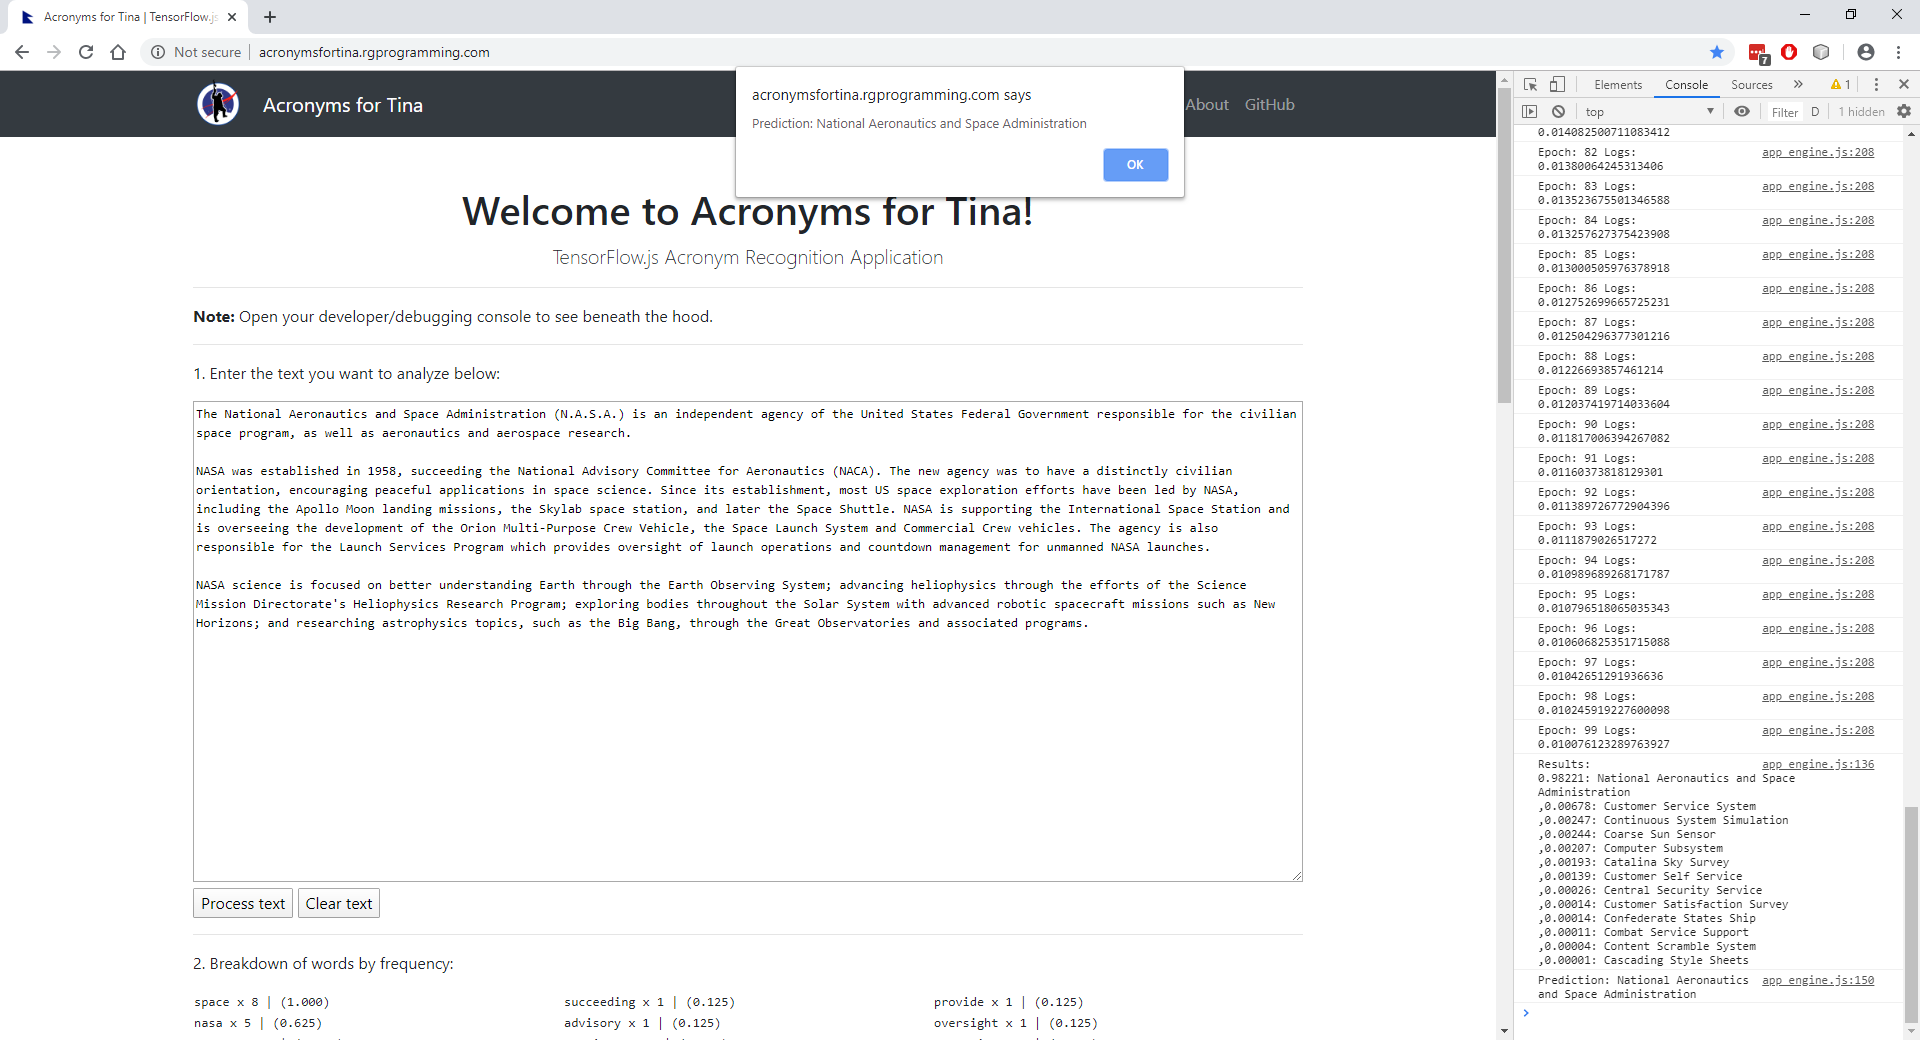 Acronyms for Tina | TensorFlow.js
Not secure | acronymsfortina.rgprogramming.com
7
Acronyms for Tina
About GitHub
acronymsfortina.rgprogramming.com says
Prediction: National Aeronautics and Space Administration
OK
Welcome to Acronyms for Tina!
TensorFlow.js Acronym Recognition Application
Note: Open your developer/debugging console to see beneath the hood.
1. Enter the text you want to analyze below:
The National Aeronautics and Space Administration (N.A.S.A.) is an independent agency of the United States Federal Government responsible for the civilian
space program, as well as aeronautics and aerospace research.
NASA was established in 1958, succeeding the National Advisory Committee for Aeronautics (NACA). The new agency was to have a distinctly civilian
orientation, encouraging peaceful applications in space science. Since its establishment, most US space exploration efforts have been led by NASA,
including the Apollo Moon landing missions, the Skylab space station, and later the Space Shuttle. NASA is supporting the International Space Station and
is overseeing the development of the Orion Multi-Purpose Crew Vehicle, the Space Launch System and Commercial Crew vehicles. The agency is also
responsible for the Launch Services Program which provides oversight of launch operations and countdown management for unmanned NASA launches.
NASA science is focused on better understanding Earth through the Earth Observing System; advancing heliophysics through the efforts of the Science
Mission Directorate's Heliophysics Research Program; exploring bodies throughout the Solar System with advanced robotic spacecraft missions such as New
Horizons; and researching astrophysics topics, such as the Big Bang, through the Great Observatories and associated programs.
Process text Clear text
2. Breakdown of words by frequency:
space x 8 | (1.000) succeeding x 1 | (0.125) provide x 1 | (0.125)
nasa x 5 | (0.625) advisory x 1 | (0.125) oversight x 1 | (0.125)
Elements Console Sources » 1
top Filter D 1 hidden
0.014082500711083412
Epoch: 82 Logs: app_engine.js:208
0.01380064245313406
Epoch: 83 Logs: app_engine.js:208
0.013523675501346588
Epoch: 84 Logs: app_engine.js:208
0.013257627375423908
Epoch: 85 Logs: app_engine.js:208
0.013000505976378918
Epoch: 86 Logs: app_engine.js:208
0.012752699665725231
Epoch: 87 Logs: app_engine.js:208
0.012504296377301216
Epoch: 88 Logs: app_engine.js:208
0.01226693857461214
Epoch: 89 Logs: app_engine.js:208
0.012037419714033604
Epoch: 90 Logs: app_engine.js:208
0.011817006394267082
Epoch: 91 Logs: app_engine.js:208
0.01160373818129301
Epoch: 92 Logs: app_engine.js:208
0.011389726772904396
Epoch: 93 Logs: app_engine.js:208
0.0111879026517272
Epoch: 94 Logs: app_engine.js:208
0.010989689268171787
Epoch: 95 Logs: app_engine.js:208
0.010796518065035343
Epoch: 96 Logs: app_engine.js:208
0.010606825351715088
Epoch: 97 Logs: app_engine.js:208
0.01042651291936636
Epoch: 98 Logs: app_engine.js:208
0.010245919227600098
Epoch: 99 Logs: app_engine.js:208
0.010076123289763927
Results: app_engine.js:136
0.98221: National Aeronautics and Space
Administration
,0.00678: Customer Service System
,0.00247: Continuous System Simulation
,0.00244: Coarse Sun Sensor
,0.00207: Computer Subsystem
,0.00193: Catalina Sky Survey
,0.00139: Customer Self Service
,0.00026: Central Security Service
,0.00014: Customer Satisfaction Survey
,0.00014: Confederate States Ship
,0.00011: Combat Service Support
,0.00004: Content Scramble System
,0.00001: Cascading Style Sheets
Prediction: National Aeronautics app_engine.js:150
and Space Administration